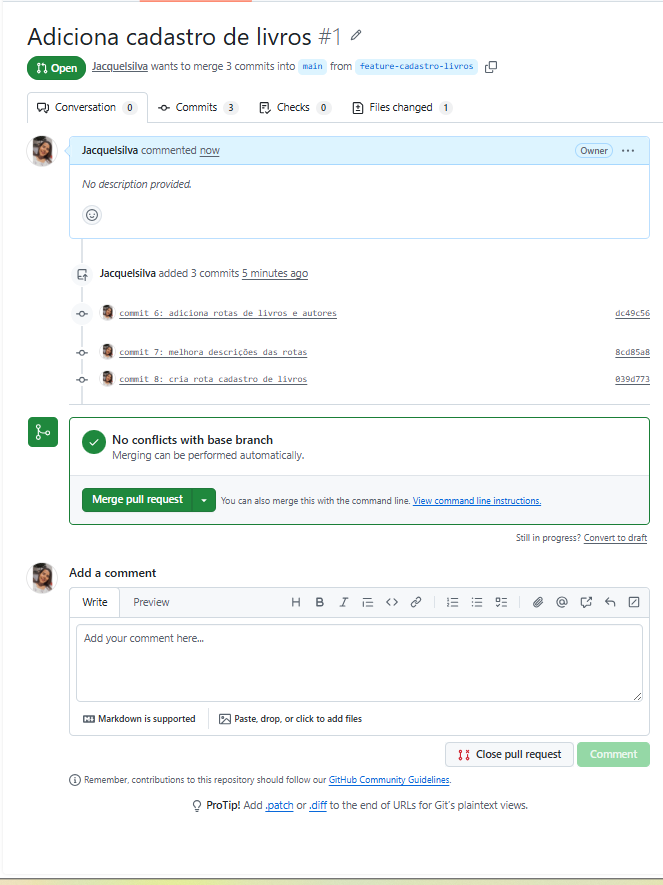 Adiciona cadastro de livros #1
Open Jacquelsilva wants to merge 3 commits into main from feature-cadastro-livros
Conversation 0 Commits 3 Checks 0 Files changed 1
Jacquelsilva commented now Owner
No description provided.
Jacquelsilva added 3 commits 5 minutes ago
commit 6: adiciona rotas de livros e autores dc49c56
commit 7: melhora descrições das rotas 8cd85a8
commit 8: cria rota cadastro de livros 039d773
No conflicts with base branch
Merging can be performed automatically.
Merge pull request You can also merge this with the command line. View command line instructions.
Still in progress? Convert to draft
Add a comment
Write Preview
Add your comment here...
Markdown is supported Paste, drop, or click to add files
Close pull request Comment
Remember, contributions to this repository should follow our GitHub Community Guidelines.
ProTip! Add .patch or .diff to the end of URLs for Git's plaintext views.